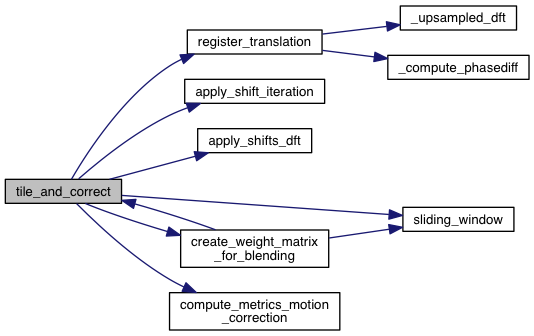 _upsampled_dft
register_translation
_compute_phasediff
apply_shift_iteration
apply_shifts_dft
tile_and_correct
sliding_window
create_weight_matrix
_for_blending
compute_metrics_motion
_correction